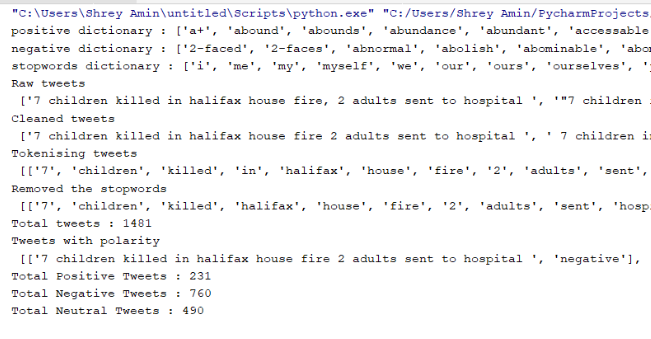 "C:\Users\Shrey Amin\untitled\Scripts\python.exe" "C:/Users/Shrey Amin/PycharmProjects
positive dictionary : ['a+', 'abound', 'abounds', 'abundance', 'abundant', 'accessable
negative dictionary : ['2-faced', '2-faces', 'abnormal', 'abolish', 'abominable', 'abo
stopwords dictionary : ['i', 'me', 'my', 'myself', 'we', 'our', 'ours', 'ourselves', '
Raw tweets
['7 children killed in halifax house fire, 2 adults sent to hospital ', '"7 children
Cleaned tweets
['7 children killed in halifax house fire 2 adults sent to hospital ', ' 7 children i
Tokenising tweets
[['7', 'children', 'killed', 'in', 'halifax', 'house', 'fire', '2', 'adults', 'sent',
Removed the stopwords
[['7', 'children', 'killed', 'halifax', 'house', 'fire', '2', 'adults', 'sent', 'hosp
Total tweets : 1481
Tweets with polarity
[['7 children killed in halifax house fire 2 adults sent to hospital ', 'negative'],
Total Positive Tweets : 231
Total Negative Tweets : 760
Total Neutral Tweets : 490